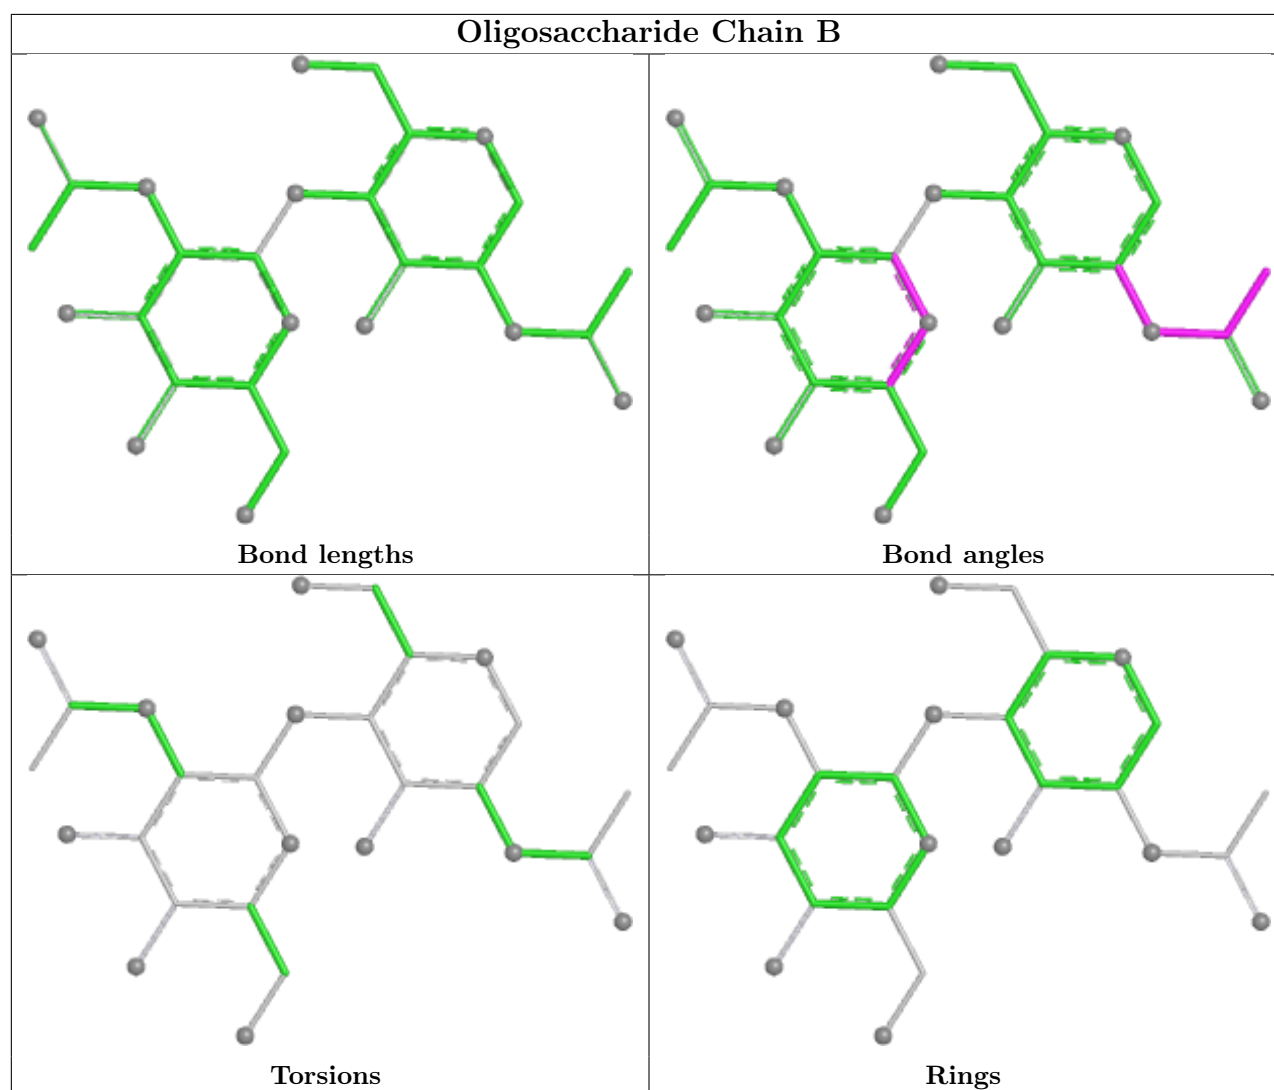 Oligosaccharide Chain B
Bond lengths
Bond angles
Torsions
Rings